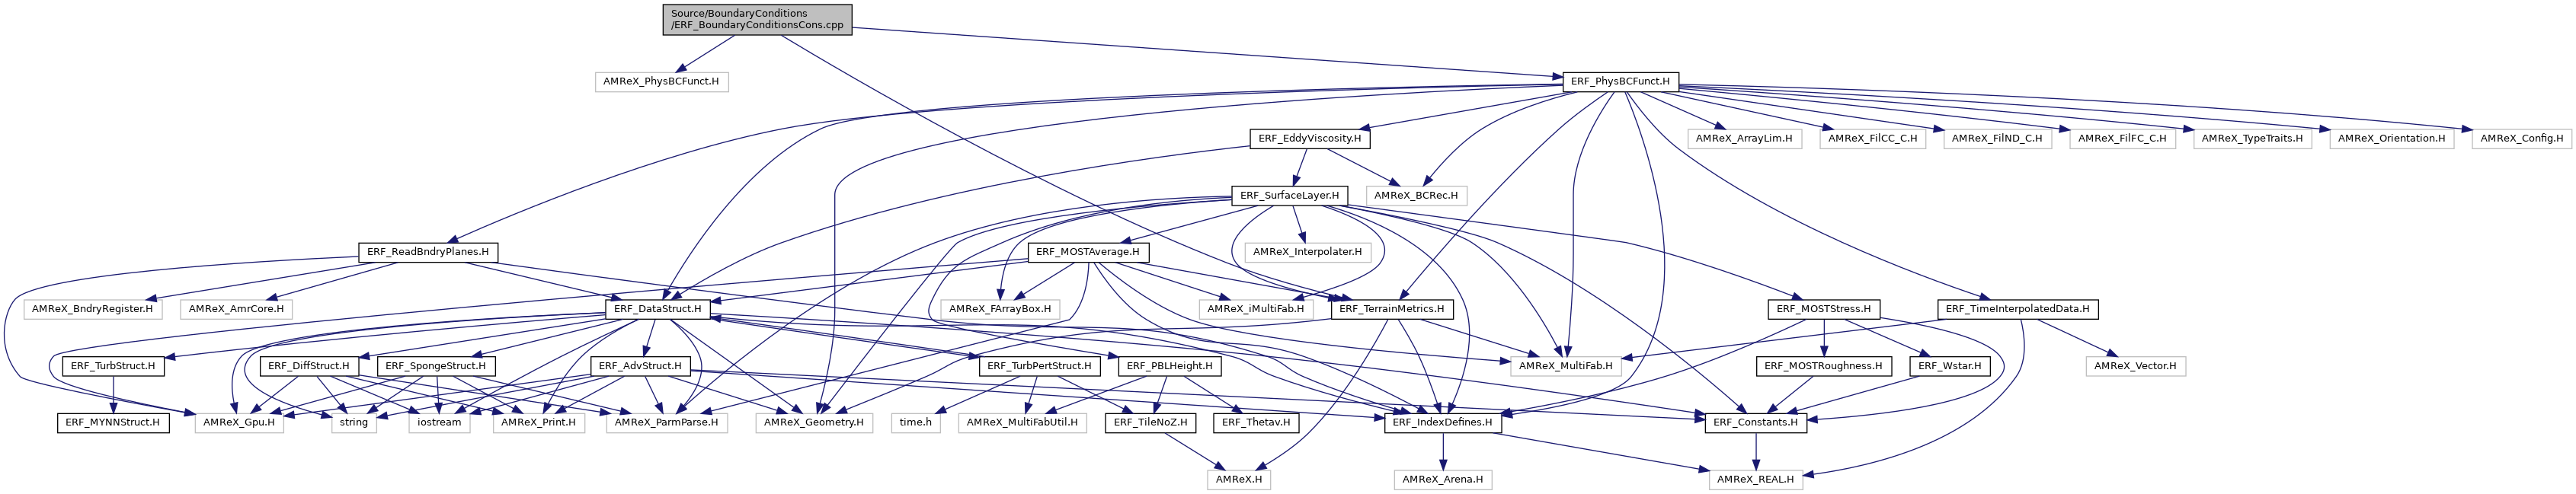 Source/BoundaryConditions
/ERF_BoundaryConditionsCons.cpp
AMReX_PhysBCFunct.H
ERF_PhysBCFunct.H
ERF_EddyViscosity.H
AMReX_ArrayLim.H
AMReX_FilCC_C.H
AMReX_FilND_C.H
AMReX_FilFC_C.H
AMReX_TypeTraits.H
AMReX_Orientation.H
AMReX_Config.H
ERF_SurfaceLayer.H
AMReX_BCRec.H
ERF_ReadBndryPlanes.H
ERF_MOSTAverage.H
AMReX_Interpolater.H
AMReX_BndryRegister.H
AMReX_AmrCore.H
ERF_DataStruct.H
AMReX_FArrayBox.H
AMReX_iMultiFab.H
ERF_TerrainMetrics.H
ERF_MOSTStress.H
ERF_TimeInterpolatedData.H
ERF_TurbStruct.H
ERF_DiffStruct.H
ERF_SpongeStruct.H
ERF_AdvStruct.H
ERF_TurbPertStruct.H
ERF_PBLHeight.H
AMReX_MultiFab.H
ERF_MOSTRoughness.H
ERF_Wstar.H
AMReX_Vector.H
ERF_MYNNStruct.H
AMReX_Gpu.H
string
iostream
AMReX_Print.H
AMReX_ParmParse.H
AMReX_Geometry.H
time.h
AMReX_MultiFabUtil.H
ERF_TileNoZ.H
ERF_Thetav.H
ERF_IndexDefines.H
ERF_Constants.H
AMReX.H
AMReX_Arena.H
AMReX_REAL.H